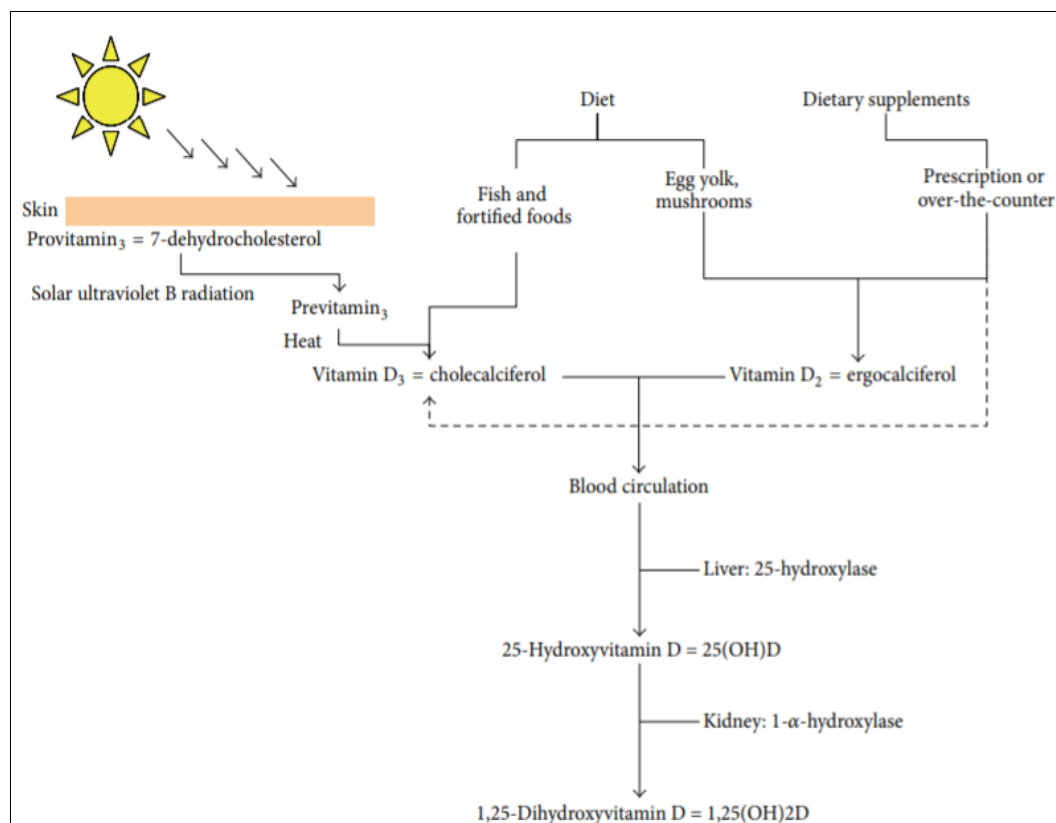 Diet
Dietary supplements
Fish and
fortified foods
Egg yolk,
mushrooms
Prescription or
over-the-counter
Skin
Provitamin₃ = 7-dehydrocholesterol
Solar ultraviolet B radiation
Previtamin₃
Heat
Vitamin D₃ = cholecalciferol
Vitamin D₂ = ergocalciferol
Blood circulation
Liver: 25-hydroxylase
25-Hydroxyvitamin D = 25(OH)D
Kidney: 1-α-hydroxylase
1,25-Dihydroxyvitamin D = 1,25(OH)2D